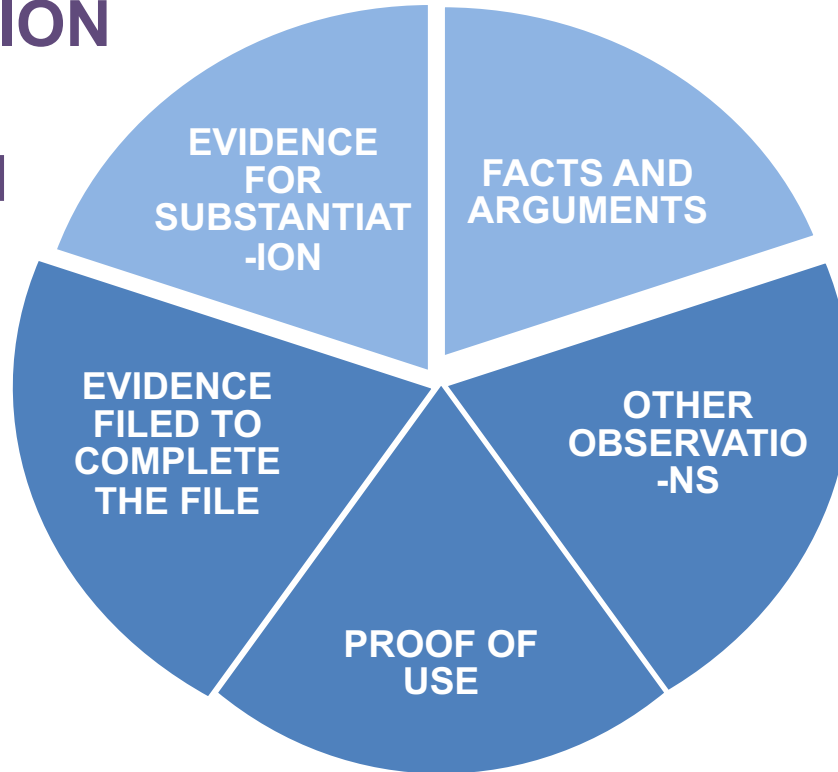 ION
EVIDENCE
FOR
SUBSTANTIAT
-ION
FACTS AND
ARGUMENTS
EVIDENCE
FILED TO
COMPLETE
THE FILE
OTHER
OBSERVATIO
-NS
PROOF OF
USE